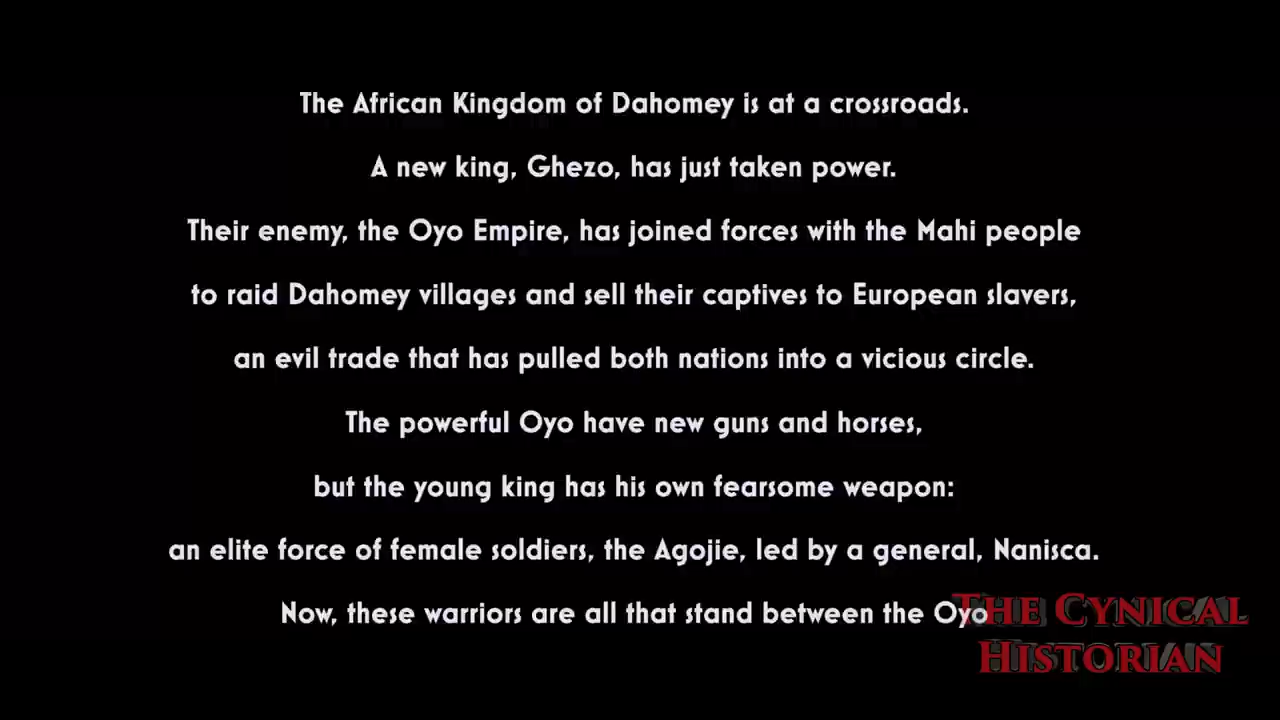 The African Kingdom of Dahomey is at a crossroads.
A new king, Ghezo, has just taken power.
Their enemy, the Oyo Empire, has joined forces with the Mahi people
to raid Dahomey villages and sell their captives to European slavers,
an evil trade that has pulled both nations into a vicious circle.
The powerful Oyo have new guns and horses,
but the young king has his own fearsome weapon:
an elite force of female soldiers, the Agojie, led by a general, Nanisca.
Now, these warriors are all that stand between the Oyo
The Cynical
Historian